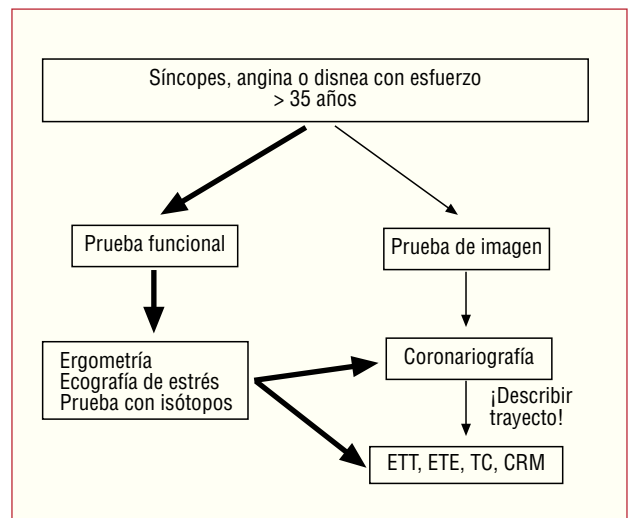 Síncopes, angina o disnea con esfuerzo
> 35 años
Prueba funcional
Prueba de imagen
Ergometría
Ecografía de estrés
Prueba con isótopos
Coronariografía
¡Describir
trayecto!
ETT, ETE, TC, CRM